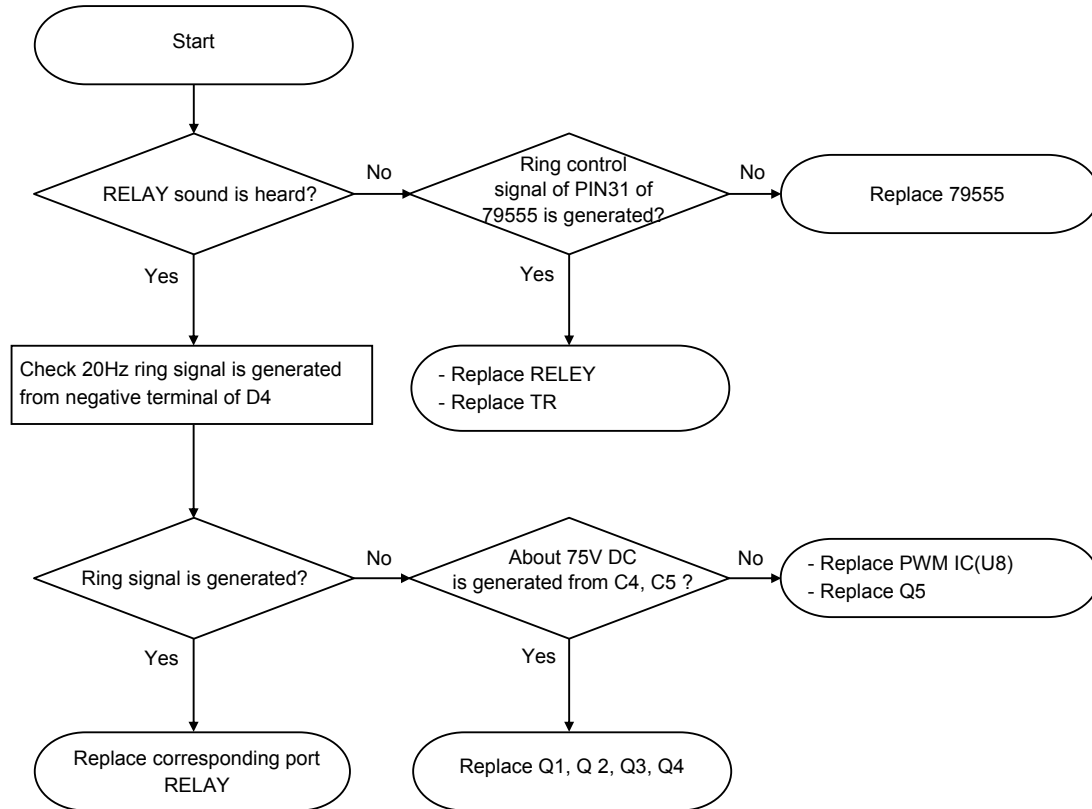 Start
RELAY sound is heard?
No
Ring control
signal of PIN31 of
79555 is generated?
No
Replace 79555
Yes
Yes
Check 20Hz ring signal is generated
from negative terminal of D4
- Replace RELEY
- Replace TR
Ring signal is generated?
No
About 75V DC
is generated from C4, C5 ?
No
- Replace PWM IC(U8)
- Replace Q5
Yes
Yes
Replace corresponding port
RELAY
Replace Q1, Q 2, Q3, Q4